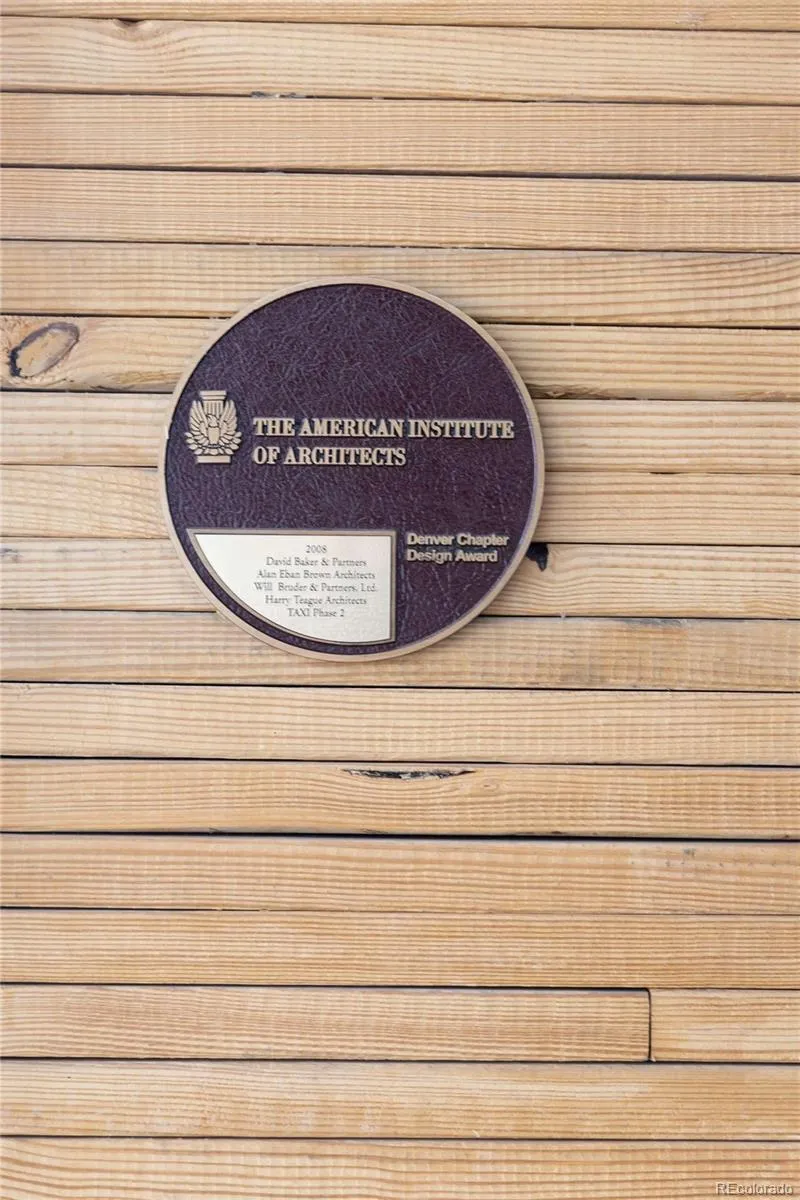 THE AMERICAN INSTITUTE
OF ARCHITECTS
Denver Chapter
Design Award
2008
David Baker & Partners
Alan Eban Brown Architects
Will Bruder & Partners, Ltd.
Harry Teague Architects
TAXI Phase 2
REcolorado